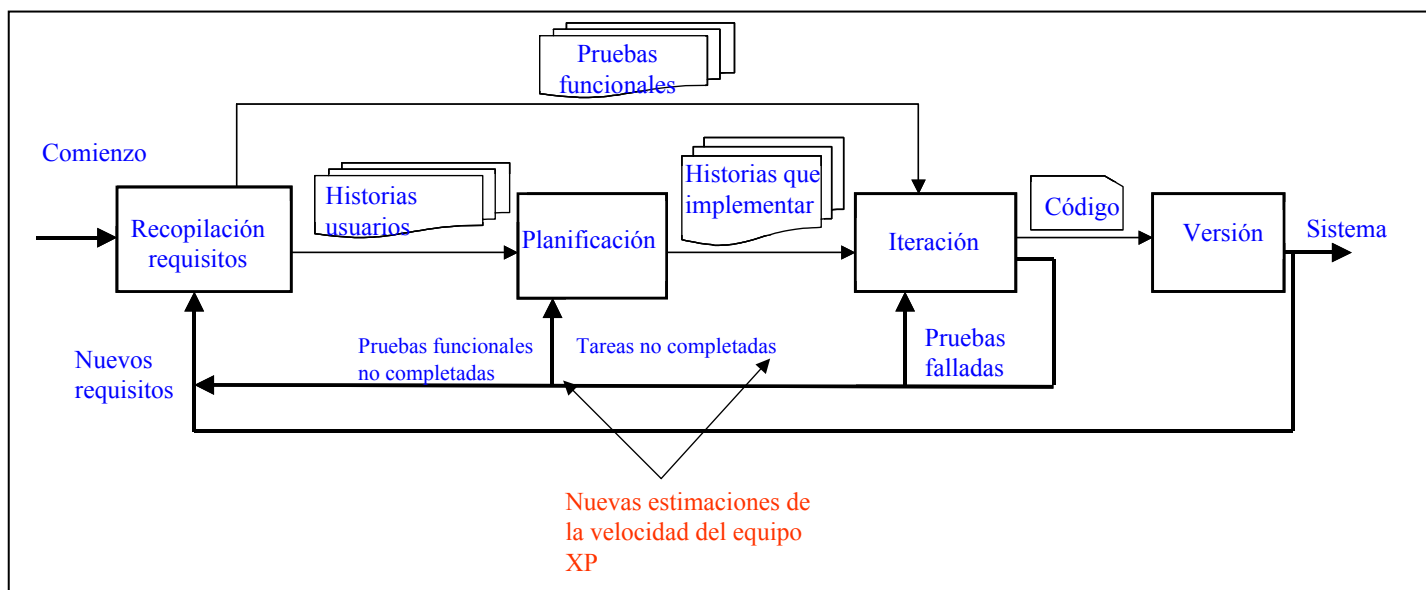 Pruebas
funcionales
Comienzo
Historias
usuarios
Historias que
implementar
Código
Recopilación
requisitos
Planificación
Iteración
Versión
Sistema
Nuevos
requisitos
Pruebas funcionales
no completadas
Tareas no completadas
Pruebas
falladas
Nuevas estimaciones de
la velocidad del equipo
XP